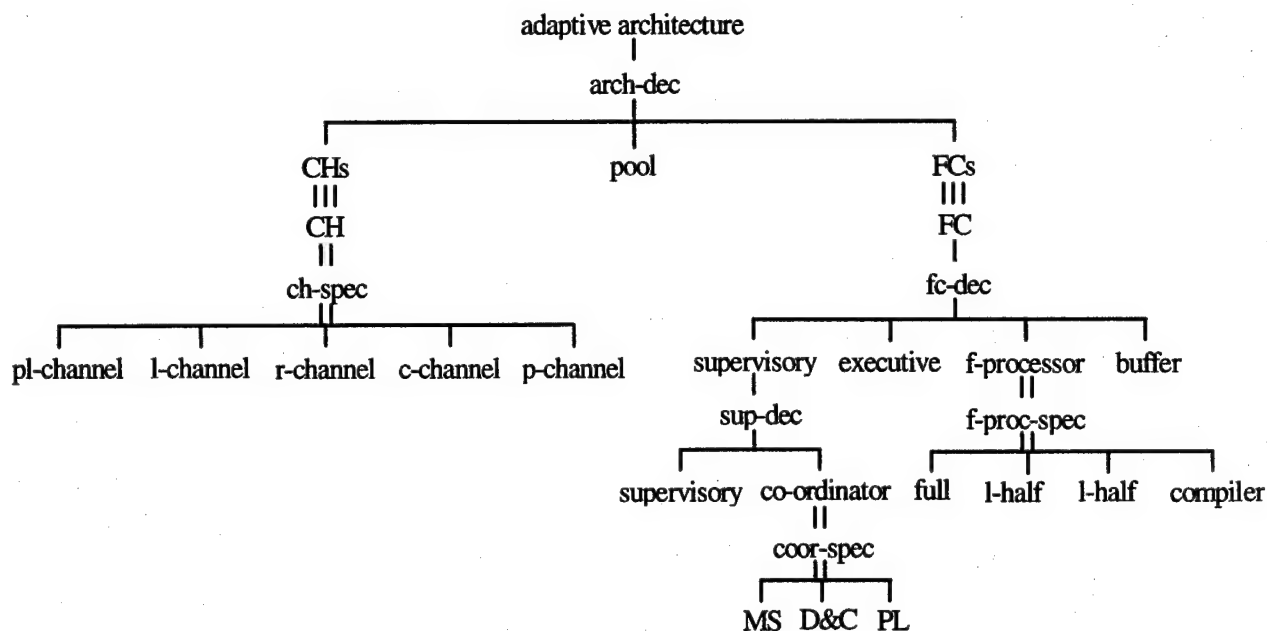 adaptive architecture
arch-dec
CHs pool FCs
CH FC
ch-spec fc-dec
pl-channel l-channel r-channel c-channel p-channel supervisory executive f-processor buffer
sup-dec f-proc-spec
supervisory co-ordinator full l-half l-half compiler
coor-spec
MS D&C PL